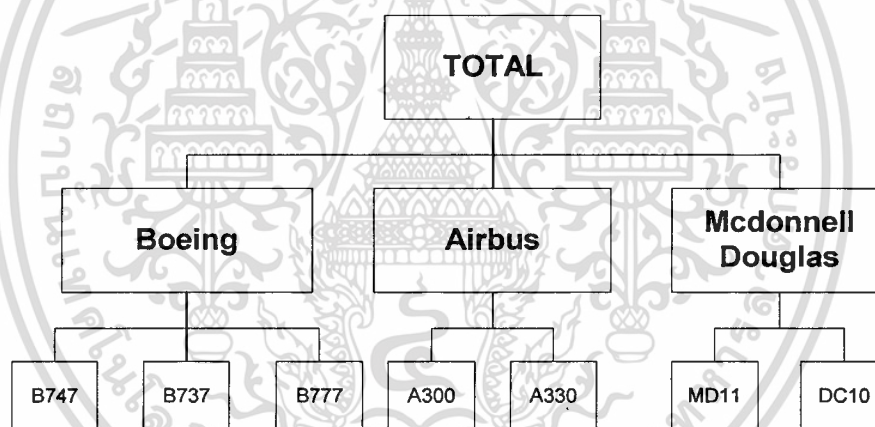 TOTAL
Boeing
Airbus
Mcdonnell
Douglas
B747
B737
B777
A300
A330
MD11
DC10